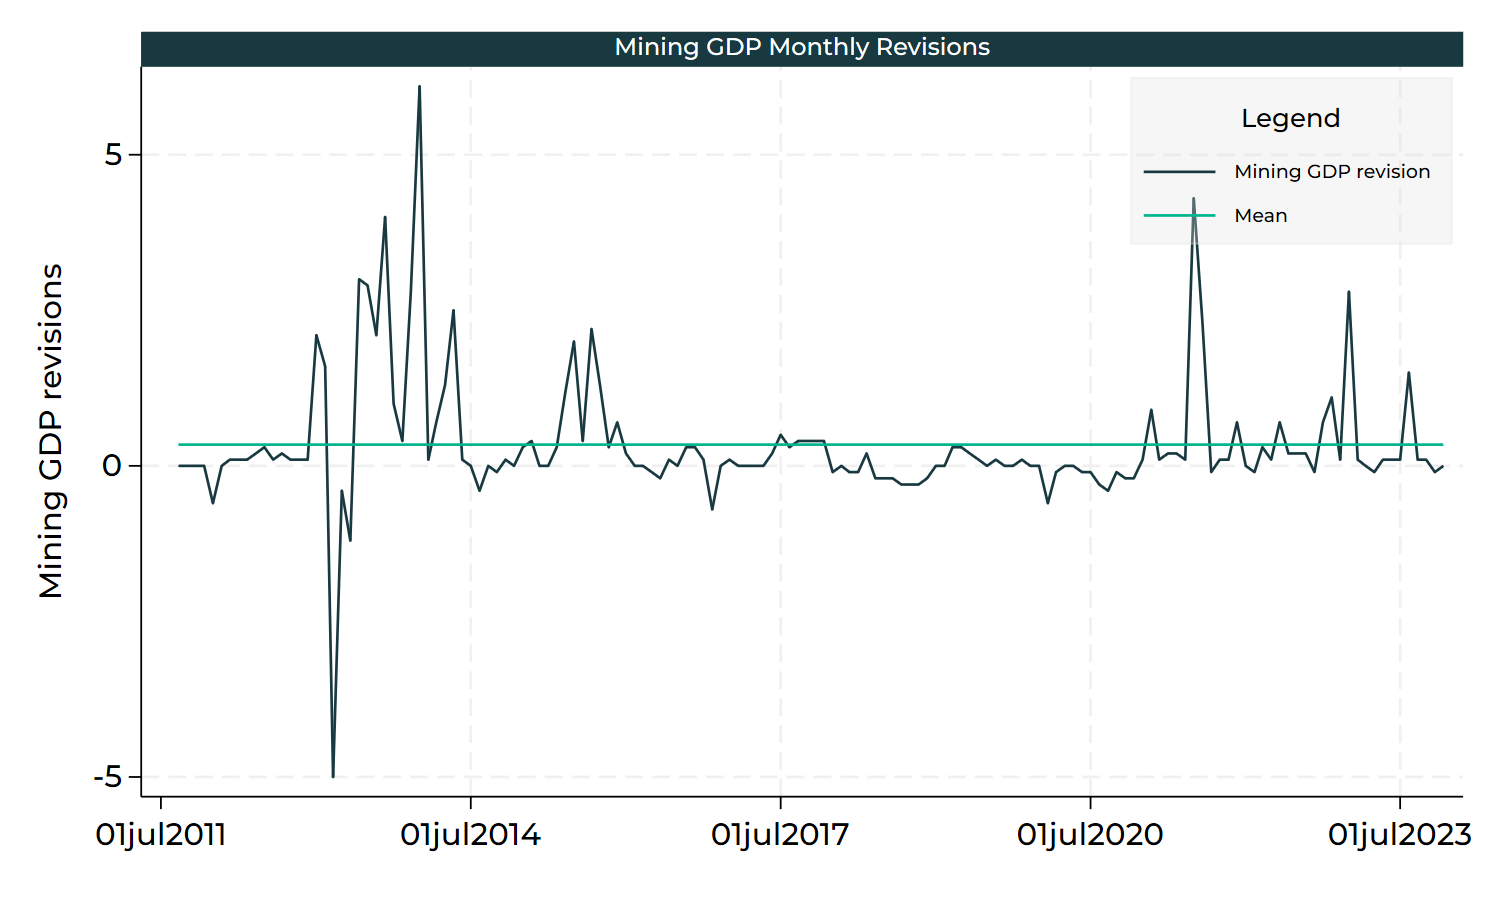 Mining GDP Monthly Revisions
Legend
Mining GDP revision
Mean
Mining GDP revisions
5
0
-5
01jul2011
01jul2014
01jul2017
01jul2020
01jul2023